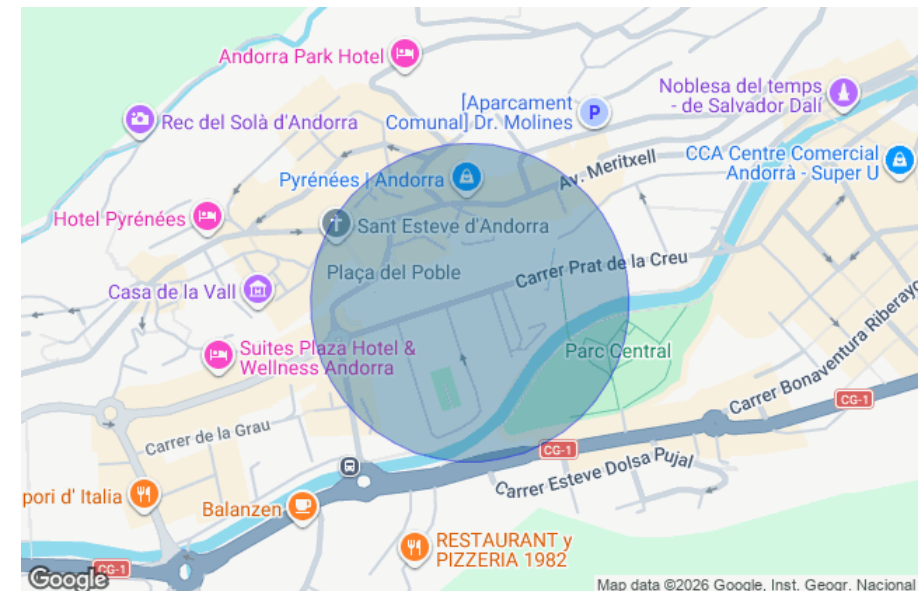 Andorra Park Hotel
Noblesa del temps
- de Salvador Dalí
[Aparcament
Comunal] Dr. Molines
P
Rec del Solà d'Andorra
CCA Centre Comercial
Andorrà - Super U
Av. Meritxell
Pyrénées | Andorra
Hotel Pyrénées
Sant Esteve d'Andorra
Plaça del Poble
Carrer Prat de la Creu
Casa de la Vall
Suites Plaza Hotel &
Wellness Andorra
Parc Central
Carrer Bonaventura Riberayg
CG-1
Carrer de la Grau
CG-1
Carrer Esteve Dolsa Pujal
pori d' Italia
Balanzen
RESTAURANT y
PIZZERIA 1982
CG-1
Google
Map data ©2026 Google, Inst. Geogr. Nacional